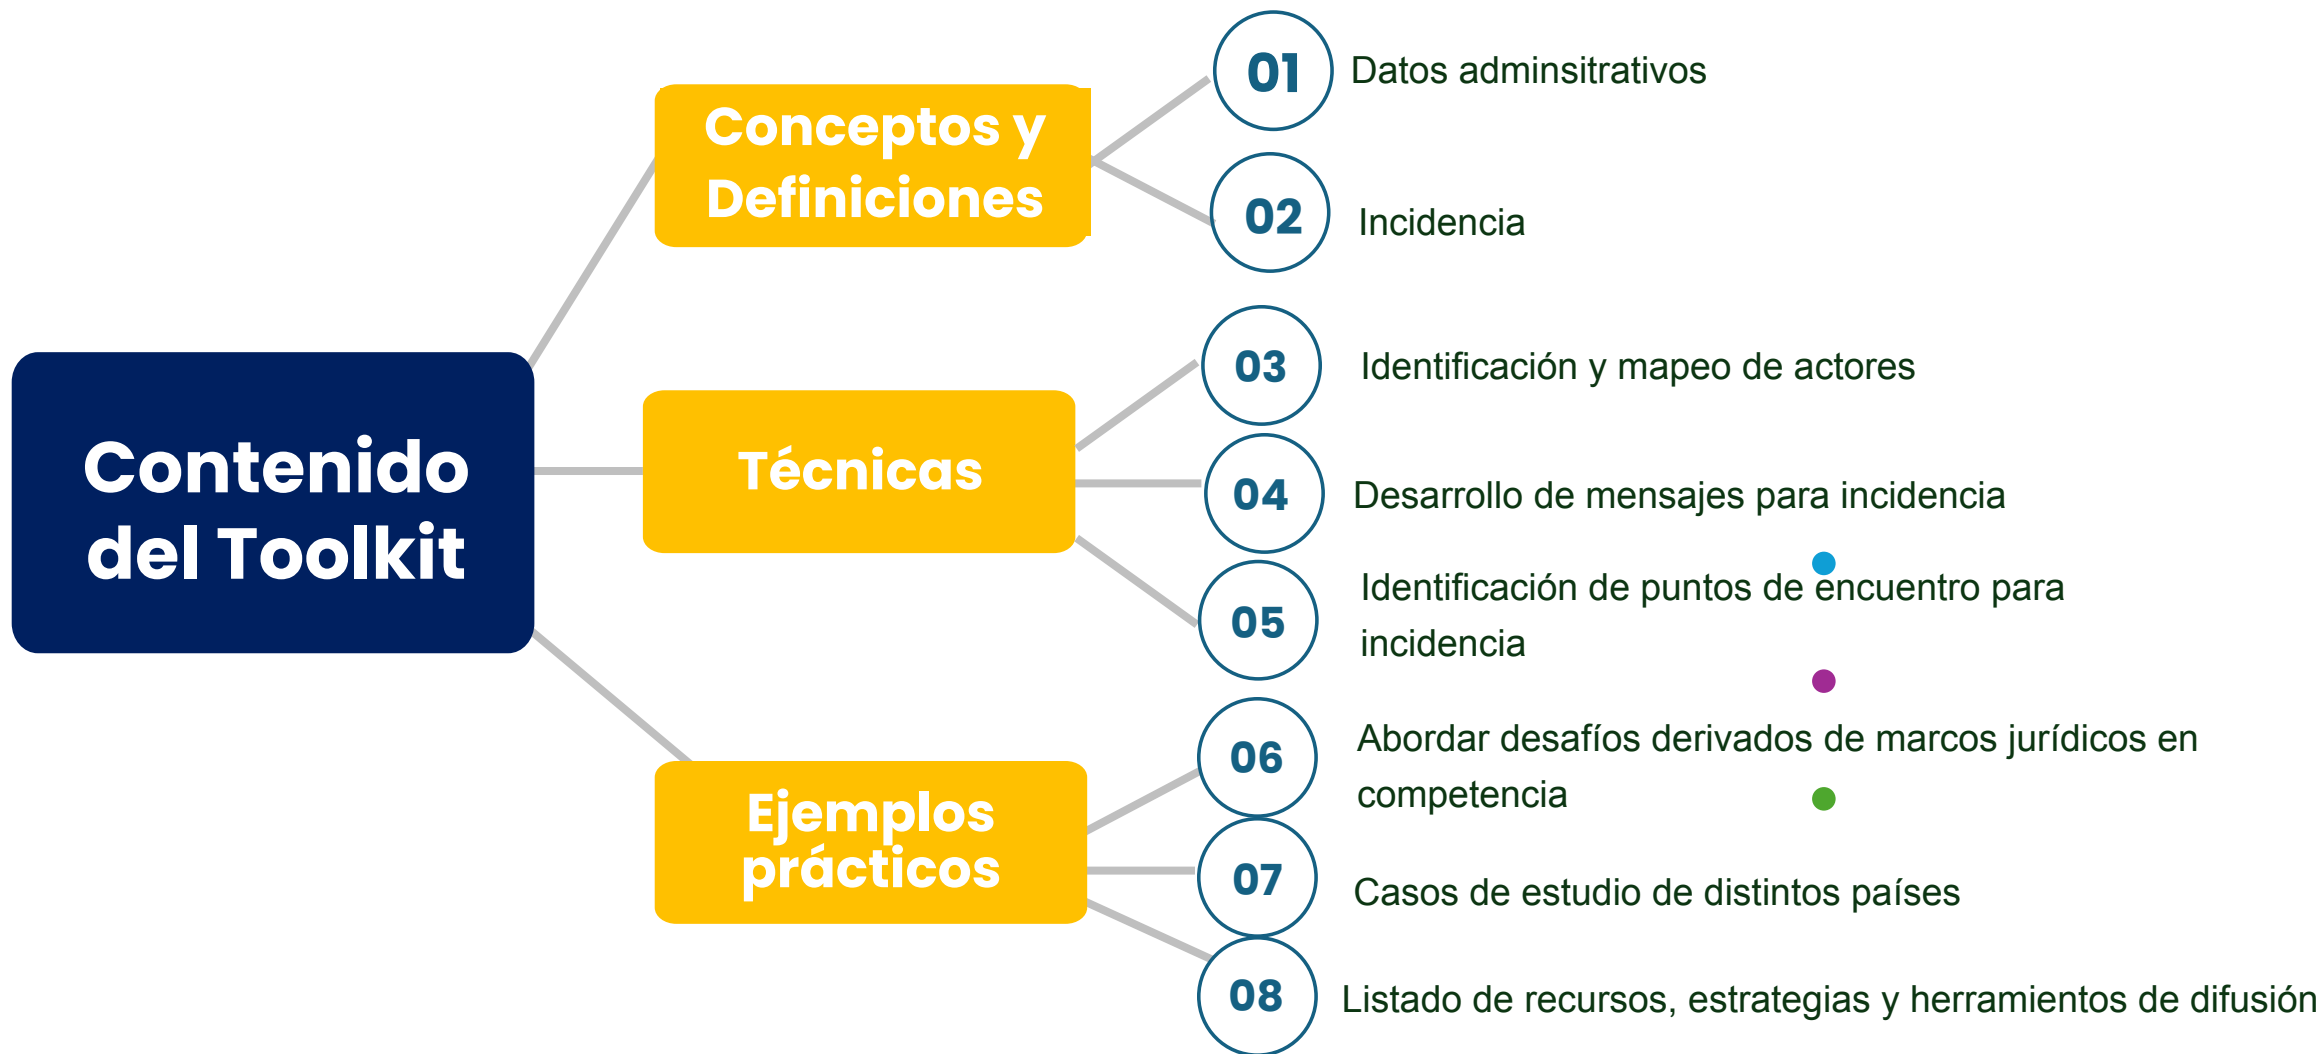 Contenido
del Toolkit
Conceptos y
Definiciones
01
Datos adminsitrativos
02
Incidencia
Técnicas
03
Identificación y mapeo de actores
04
Desarrollo de mensajes para incidencia
05
Identificación de puntos de encuentro para
incidencia
Ejemplos
prácticos
06
Abordar desafíos derivados de marcos jurídicos en
competencia
07
Casos de estudio de distintos países
08
Listado de recursos, estrategias y herramientos de difusión